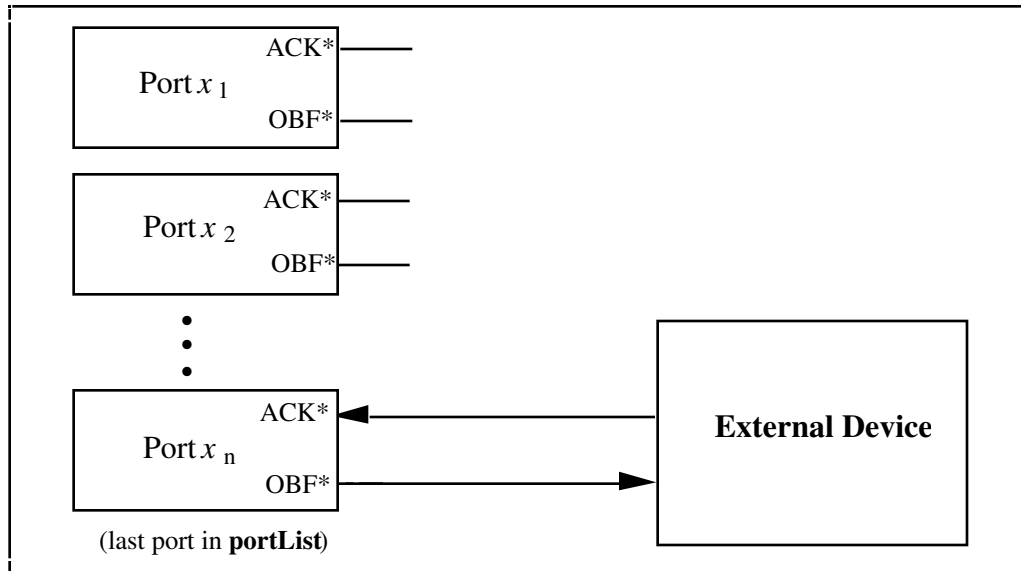 ACK*
Port x 1
OBF*
ACK*
Port x 2
OBF*
ACK*
External Device
Port x n
OBF*
(last port in portList)